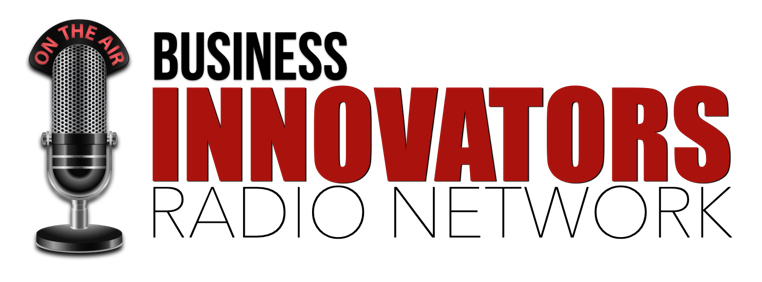 ON THE AIR
BUSINESS
INNOVATORS
RADIO NETWORK